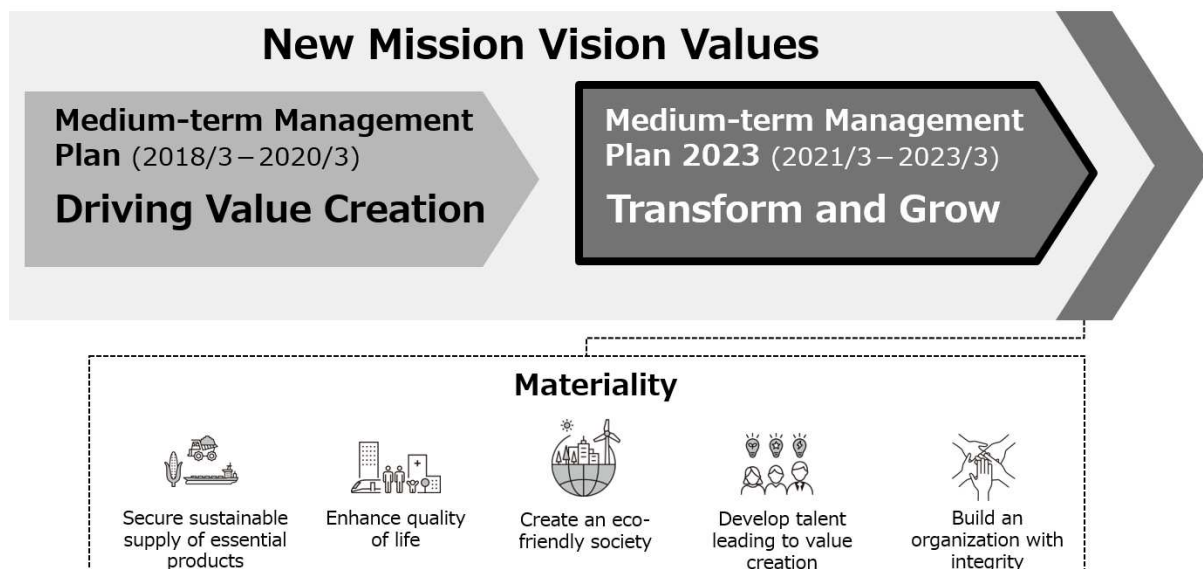 New Mission Vision Values
Medium-term Management
Plan (2018/3－2020/3)
Driving Value Creation
Medium-term Management
Plan 2023 (2021/3－2023/3)
Transform and Grow
Materiality
Secure sustainable
supply of essential
products
Enhance quality
of life
Create an eco-
friendly society
Develop talent
leading to value
creation
Build an
organization with
integrity